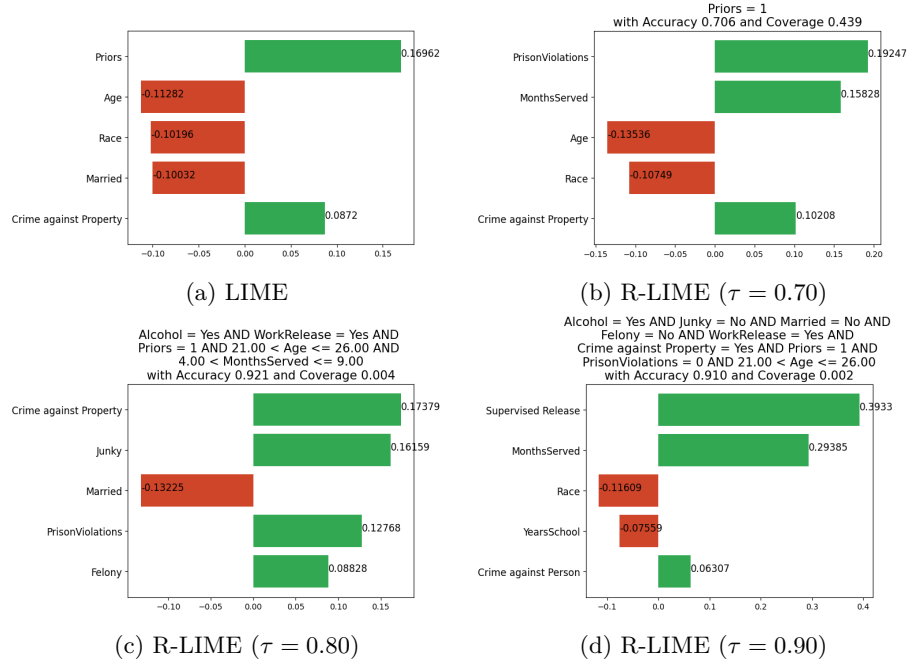 Priors
Age
Race
Married
Crime against Property
0.16962
-0.11282
-0.10196
-0.10032
0.0872
-0.10 -0.05 0.00 0.05 0.10 0.15
(a) LIME
Priors = 1
with Accuracy 0.706 and Coverage 0.439
PrisonViolations
MonthsServed
Age
Race
Crime against Property
0.19247
0.15828
-0.13536
-0.10749
0.10208
-0.15 -0.10 -0.05 0.00 0.05 0.10 0.15 0.20
(b) R-LIME (τ = 0.70)
Alcohol = Yes AND WorkRelease = Yes AND
Priors = 1 AND 21.00 < Age <= 26.00 AND
4.00 < MonthsServed <= 9.00
with Accuracy 0.921 and Coverage 0.004
Crime against Property
Junky
Married
PrisonViolations
Felony
0.17379
0.16159
-0.13225
0.12768
0.08828
-0.10 -0.05 0.00 0.05 0.10 0.15
(c) R-LIME (τ = 0.80)
Alcohol = Yes AND Junky = No AND Married = No AND
Felony = No AND WorkRelease = Yes AND
Crime against Property = Yes AND Priors = 1 AND
PrisonViolations = 0 AND 21.00 < Age <= 26.00
with Accuracy 0.910 and Coverage 0.002
Supervised Release
MonthsServed
Race
YearsSchool
Crime against Person
0.3933
0.29385
-0.11609
-0.07559
0.06307
-0.1 0.0 0.1 0.2 0.3 0.4
(d) R-LIME (τ = 0.90)